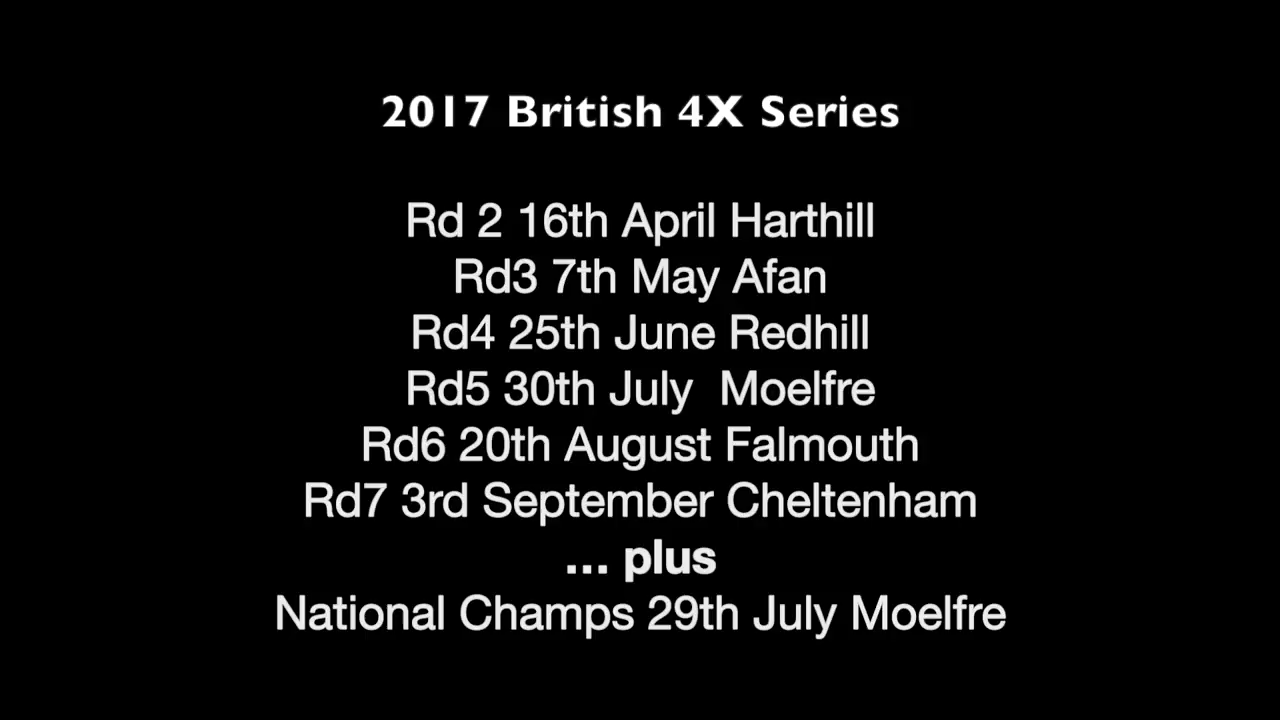 2017 British 4X Series
Rd 2 16th April Harthill
Rd3 7th May Afan
Rd4 25th June Redhill
Rd5 30th July  Moelfre
Rd6 20th August Falmouth
Rd7 3rd September Cheltenham
... plus
National Champs 29th July Moelfre